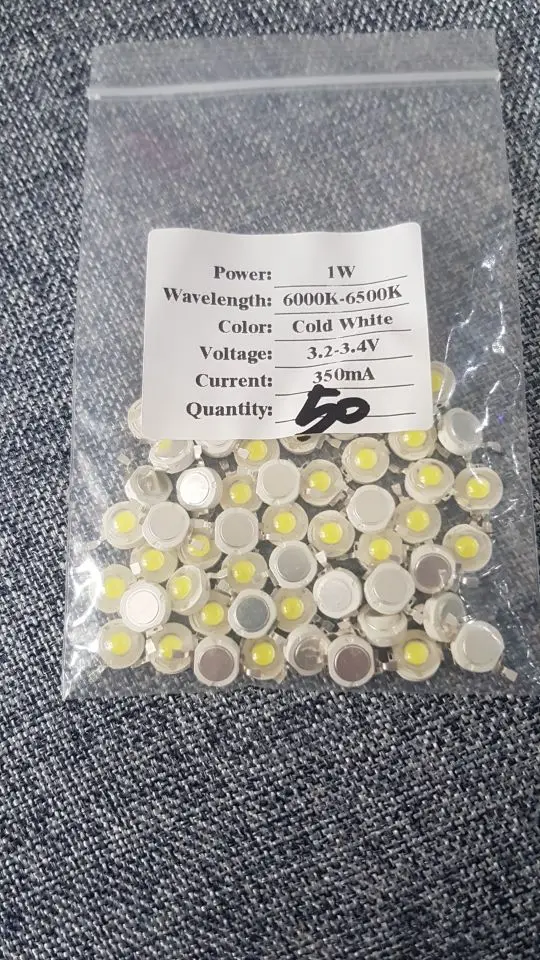 Power: 1W
Wavelength: 6000K-6500K
Color: Cold White
Voltage: 3.2-3.4V
Current: 350mA
Quantity: 50